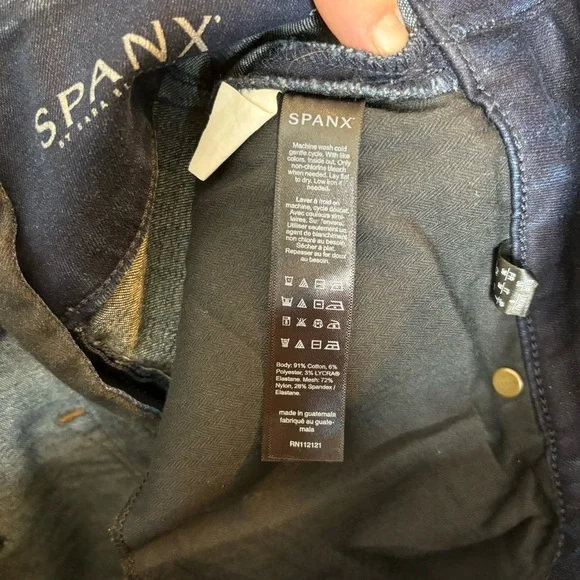 SPANX®
BY SARA
SPANX®
Machine wash cold
gentle cycle. With like
colors. Inside out. Only
non-chlorine bleach
when needed. Lay flat
to dry. Low iron if
needed.
Laver à froid en
machine, cycle délicat.
Avec couleurs simi-
laires. Sur l'envers.
Utiliser seulement un
agent de blanchiment
non chloré au besoin
Sécher à plat.
Repasser au fer doux
au besoin.
Body: 91% Cotton, 6%
Polyester, 3% LYCRA®
Elastane. Mesh: 72%
Nylon, 28% Spandex /
Elastane.
made in guatemala
fabriqué au guate-
mala
RN112121